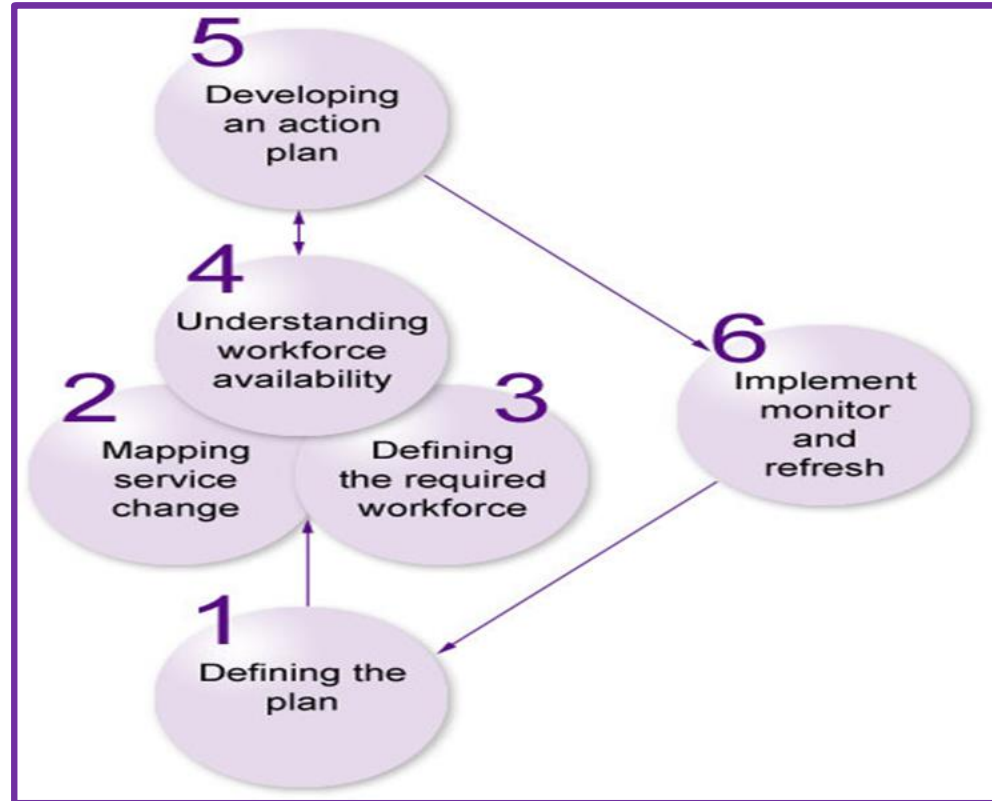 5
Developing
an action
plan
4
Understanding
workforce
availability
2
Mapping
service
change
3
Defining
the required
workforce
6
Implement
monitor
and
refresh
1
Defining the
plan